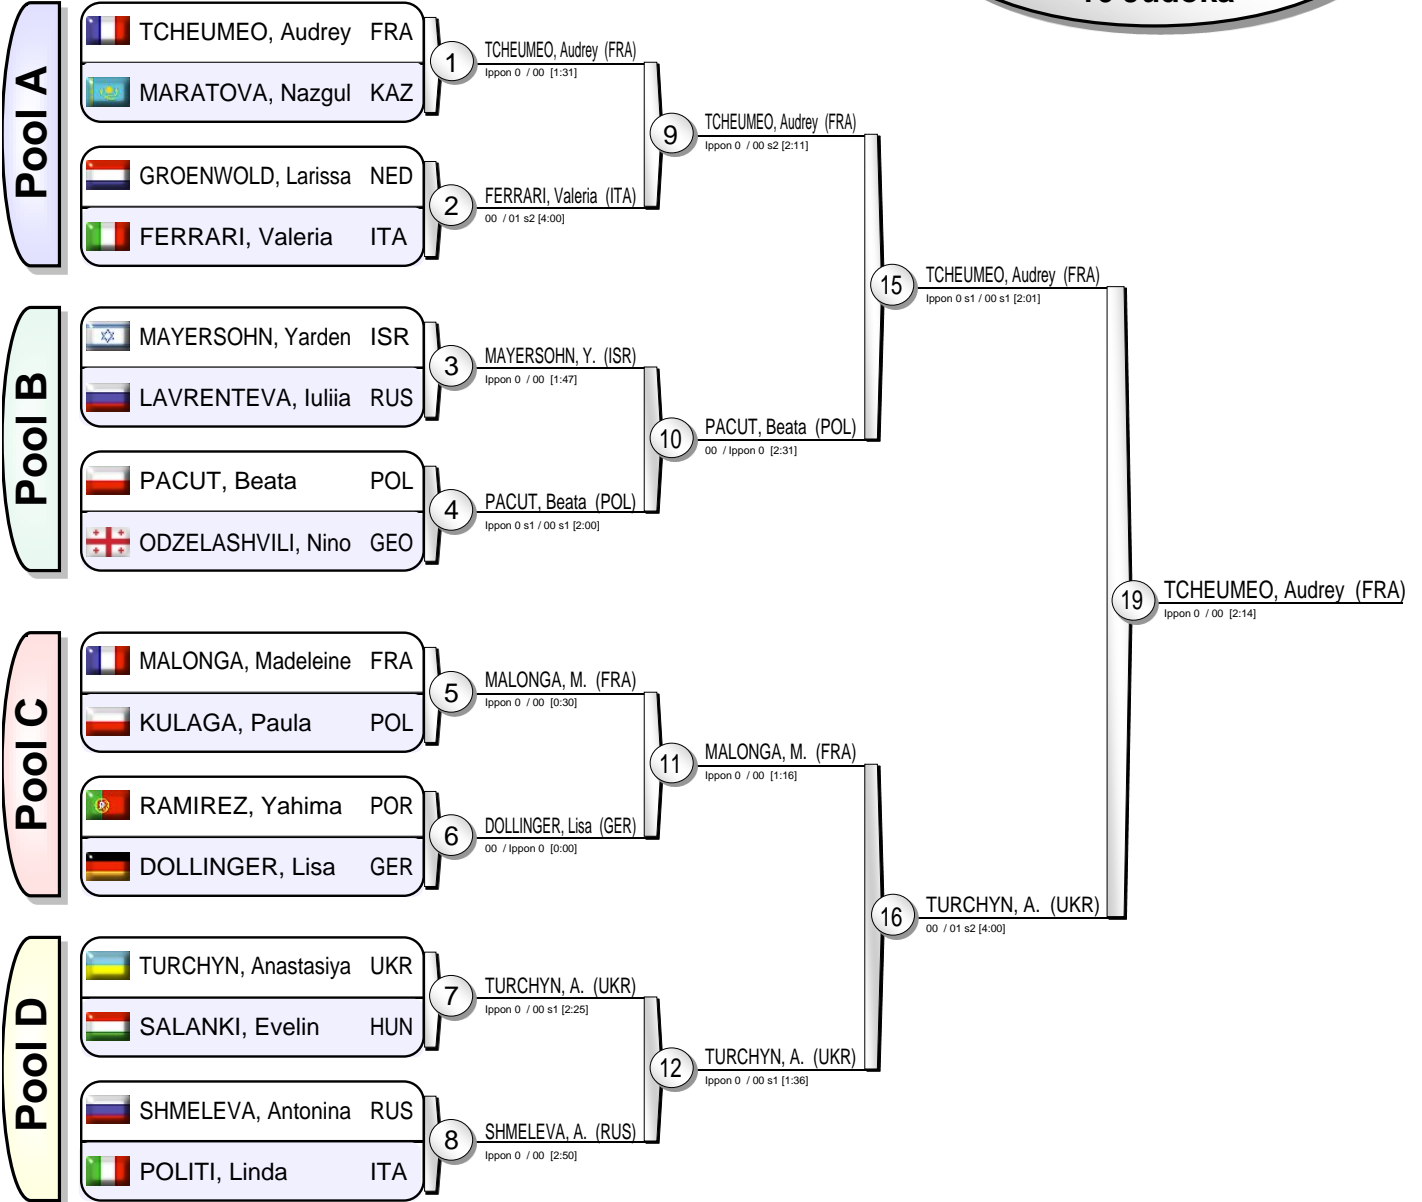 Pool A
TCHEUMEO, Audrey FRA
MARATOVA, Nazgul KAZ
GROENWOLD, Larissa NED
FERRARI, Valeria ITA
Pool B
MAYERSOHN, Yarden ISR
LAVRENTEVA, Iuliia RUS
PACUT, Beata POL
ODZELASHVILI, Nino GEO
Pool C
MALONGA, Madeleine FRA
KULAGA, Paula POL
RAMIREZ, Yahima POR
DOLLINGER, Lisa GER
Pool D
TURCHYN, Anastasiya UKR
SALANKI, Evelin HUN
SHMELEVA, Antonina RUS
POLITI, Linda ITA
1
TCHEUMEO, Audrey (FRA)
Ippon 0 / 00 [1:31]
2
FERRARI, Valeria (ITA)
00 / 01 s2 [4:00]
3
MAYERSOHN, Y. (ISR)
Ippon 0 / 00 [1:47]
4
PACUT, Beata (POL)
Ippon 0 s1 / 00 s1 [2:00]
5
MALONGA, M. (FRA)
Ippon 0 / 00 [0:30]
6
DOLLINGER, Lisa (GER)
00 / Ippon 0 [0:00]
7
TURCHYN, A. (UKR)
Ippon 0 / 00 s1 [2:25]
8
SHMELEVA, A. (RUS)
Ippon 0 / 00 [2:50]
9
TCHEUMEO, Audrey (FRA)
Ippon 0 / 00 s2 [2:11]
10
PACUT, Beata (POL)
00 / Ippon 0 [2:31]
11
MALONGA, M. (FRA)
Ippon 0 / 00 [1:16]
12
TURCHYN, A. (UKR)
Ippon 0 / 00 s1 [1:36]
15
TCHEUMEO, Audrey (FRA)
Ippon 0 s1 / 00 s1 [2:01]
16
TURCHYN, A. (UKR)
00 / 01 s2 [4:00]
19
TCHEUMEO, Audrey (FRA)
Ippon 0 / 00 [2:14]